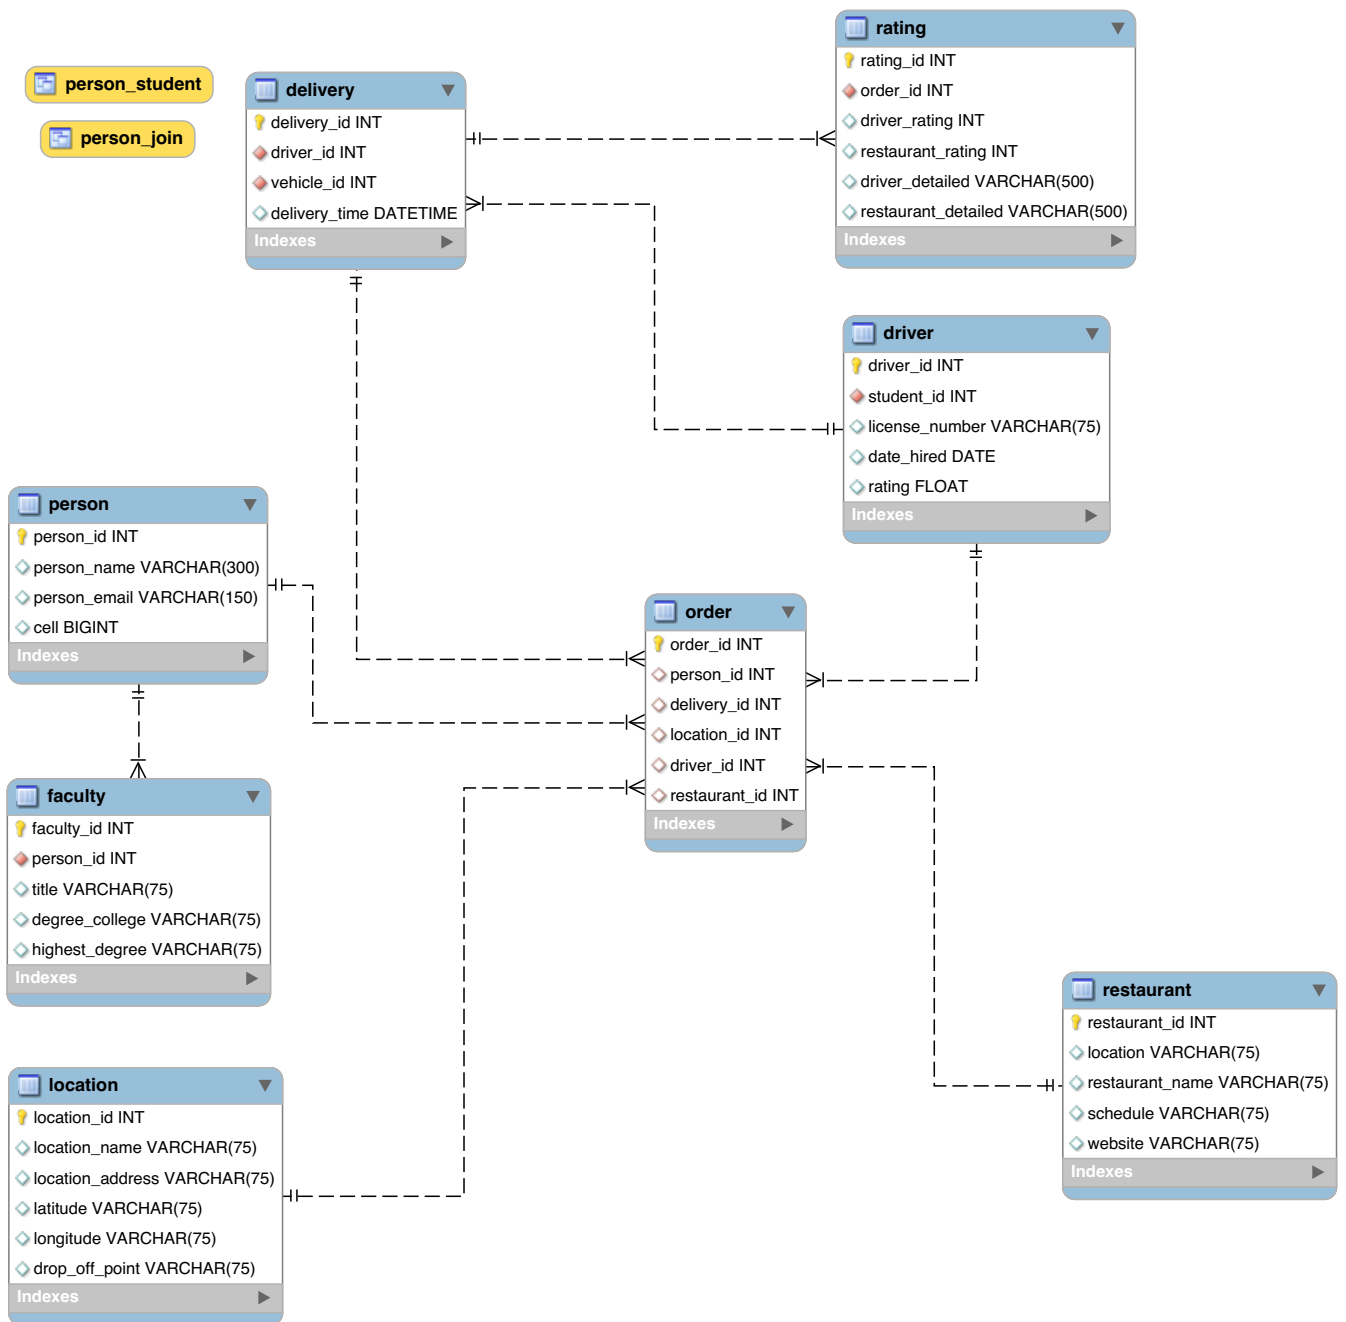 person_student
person_join
delivery
delivery_id INT
driver_id INT
vehicle_id INT
delivery_time DATETIME
Indexes
rating
rating_id INT
order_id INT
driver_rating INT
restaurant_rating INT
driver_detailed VARCHAR(500)
restaurant_detailed VARCHAR(500)
Indexes
driver
driver_id INT
student_id INT
license_number VARCHAR(75)
date_hired DATE
rating FLOAT
Indexes
person
person_id INT
person_name VARCHAR(300)
person_email VARCHAR(150)
cell BIGINT
Indexes
order
order_id INT
person_id INT
delivery_id INT
location_id INT
driver_id INT
restaurant_id INT
Indexes
faculty
faculty_id INT
person_id INT
title VARCHAR(75)
degree_college VARCHAR(75)
highest_degree VARCHAR(75)
Indexes
restaurant
restaurant_id INT
location VARCHAR(75)
restaurant_name VARCHAR(75)
schedule VARCHAR(75)
website VARCHAR(75)
Indexes
location
location_id INT
location_name VARCHAR(75)
location_address VARCHAR(75)
latitude VARCHAR(75)
longitude VARCHAR(75)
drop_off_point VARCHAR(75)
Indexes